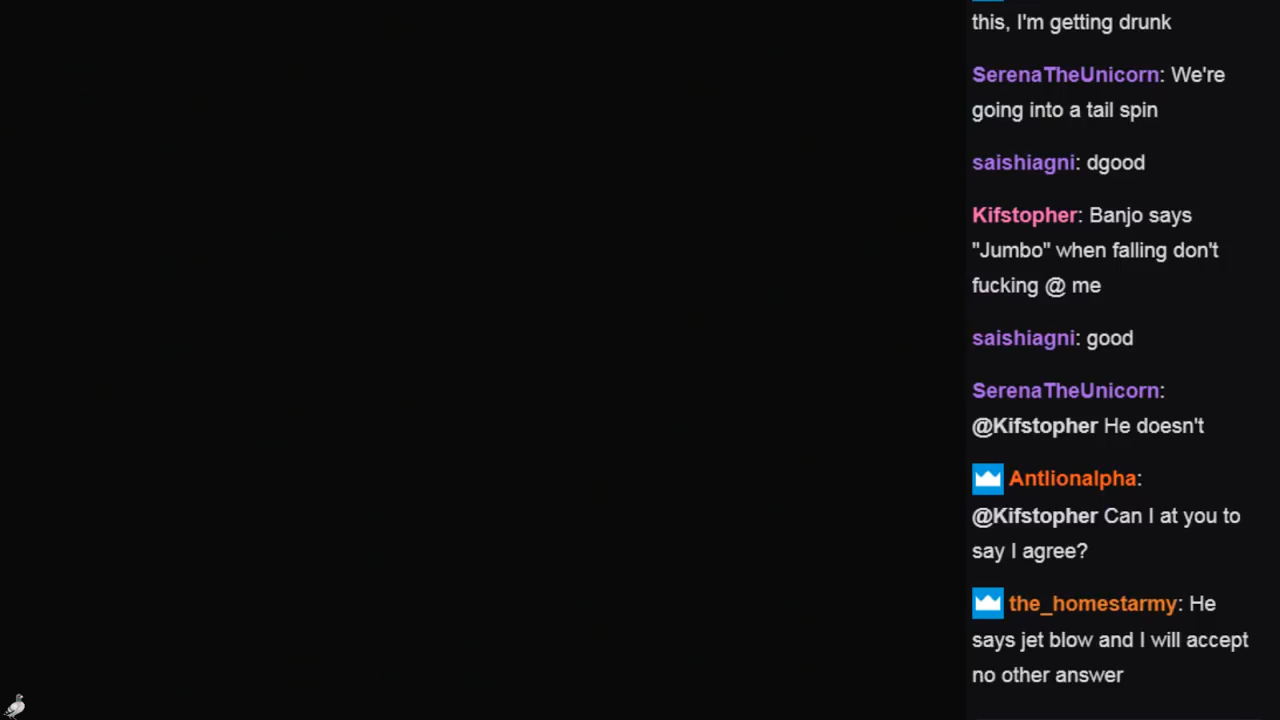 this, I'm getting drunk
SerenaTheUnicorn: We're
going into a tail spin
saishiagni: dgood
Kifstopher: Banjo says
"Jumbo" when falling don't
fucking @ me
saishiagni: good
SerenaTheUnicorn:
@Kifstopher He doesn't
Antlionalpha:
@Kifstopher Can I at you to
say I agree?
the_homestarmy: He
says jet blow and I will accept
no other answer